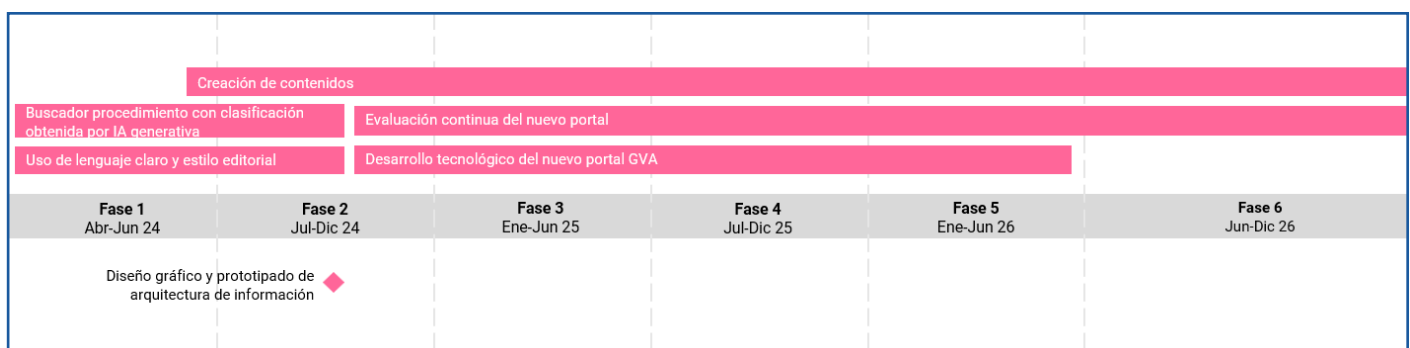 Creación de contenidos
Buscador procedimiento con clasificación
obtenida por IA generativa
Evaluación continua del nuevo portal
Uso de lenguaje claro y estilo editorial
Desarrollo tecnológico del nuevo portal GVA
Fase 1
Abr-Jun 24
Fase 2
Jul-Dic 24
Fase 3
Ene-Jun 25
Fase 4
Jul-Dic 25
Fase 5
Ene-Jun 26
Fase 6
Jun-Dic 26
Diseño gráfico y prototipado de
arquitectura de información